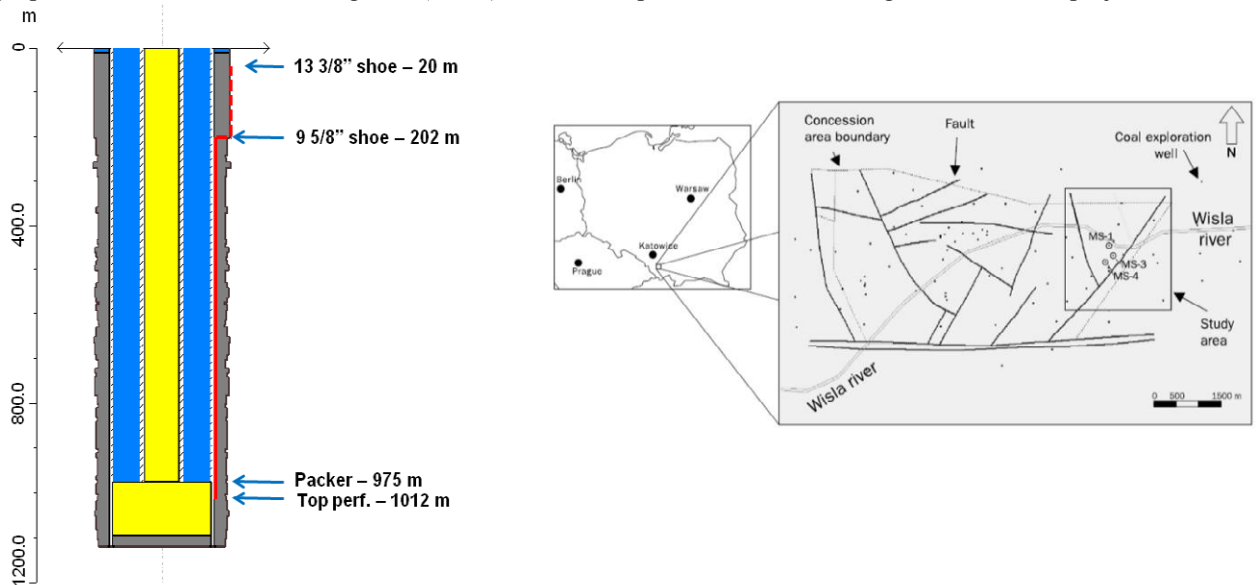 m
0
400.0
800.0
1200.0
13 3/8” shoe – 20 m
9 5/8” shoe – 202 m
Packer – 975 m
Top perf. – 1012 m
Berlin
Warsaw
Katowice
Prague
Concession
area boundary
Fault
Coal exploration
well
N
Wisla
river
MS-1
MS-3
MS-4
Study
area
Wisla river
0 500 1500 m